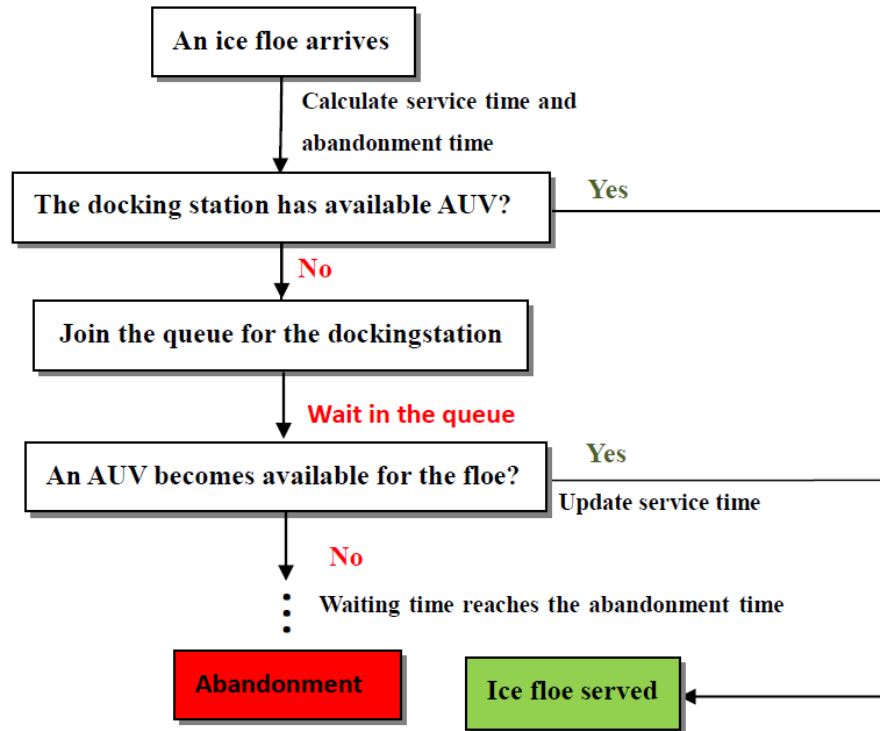 An ice floe arrives
Calculate service time and
abandonment time
The docking station has available AUV?
Yes
No
Join the queue for the dockingstation
Wait in the queue
An AUV becomes available for the floe?
Yes
Update service time
No
Waiting time reaches the abandonment time
Abandonment
Ice floe served